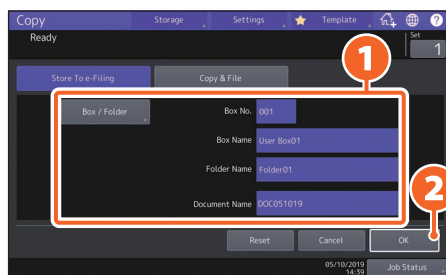 Copy Storage Settings Template
Ready Set
1
1
Store To e-Filing Copy & File
Box / Folder Box No. 001
Box Name User Box01
Folder Name Folder01
2
Document Name DOC051019
Reset Cancel OK
05/10/2019
14:39 Job Status